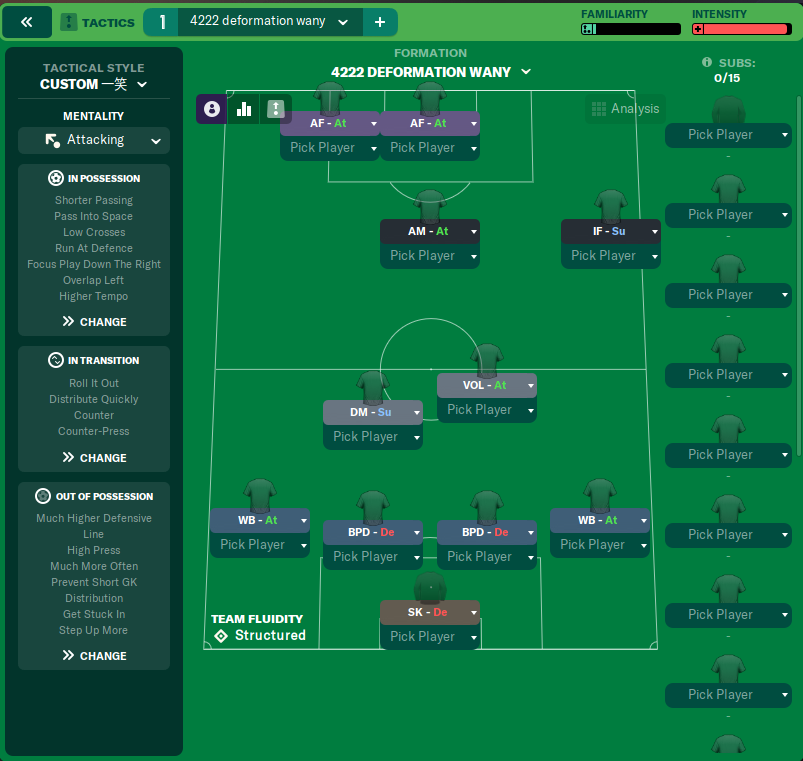 TACTICS
1
4222 deformation wany
FAMILIARITY
INTENSITY
TACTICAL STYLE
CUSTOM 一笑
MENTALITY
Attacking
IN POSSESSION
Shorter Passing
Pass Into Space
Low Crosses
Run At Defence
Focus Play Down The Right
Overlap Left
Higher Tempo
CHANGE
IN TRANSITION
Roll It Out
Distribute Quickly
Counter
Counter-Press
CHANGE
OUT OF POSSESSION
Much Higher Defensive
Line
High Press
Much More Often
Prevent Short GK
Distribution
Get Stuck In
Step Up More
CHANGE
FORMATION
4222 DEFORMATION WANY
Analysis
AF - At
Pick Player
AF - At
Pick Player
AM - At
Pick Player
IF - Su
Pick Player
VOL - At
Pick Player
DM - Su
Pick Player
WB - At
Pick Player
BPD - De
Pick Player
BPD - De
Pick Player
WB - At
Pick Player
SK - De
Pick Player
TEAM FLUIDITY
Structured
SUBS:
0/15
Pick Player
-
Pick Player
-
Pick Player
-
Pick Player
-
Pick Player
-
Pick Player
-
Pick Player
-
Pick Player
-